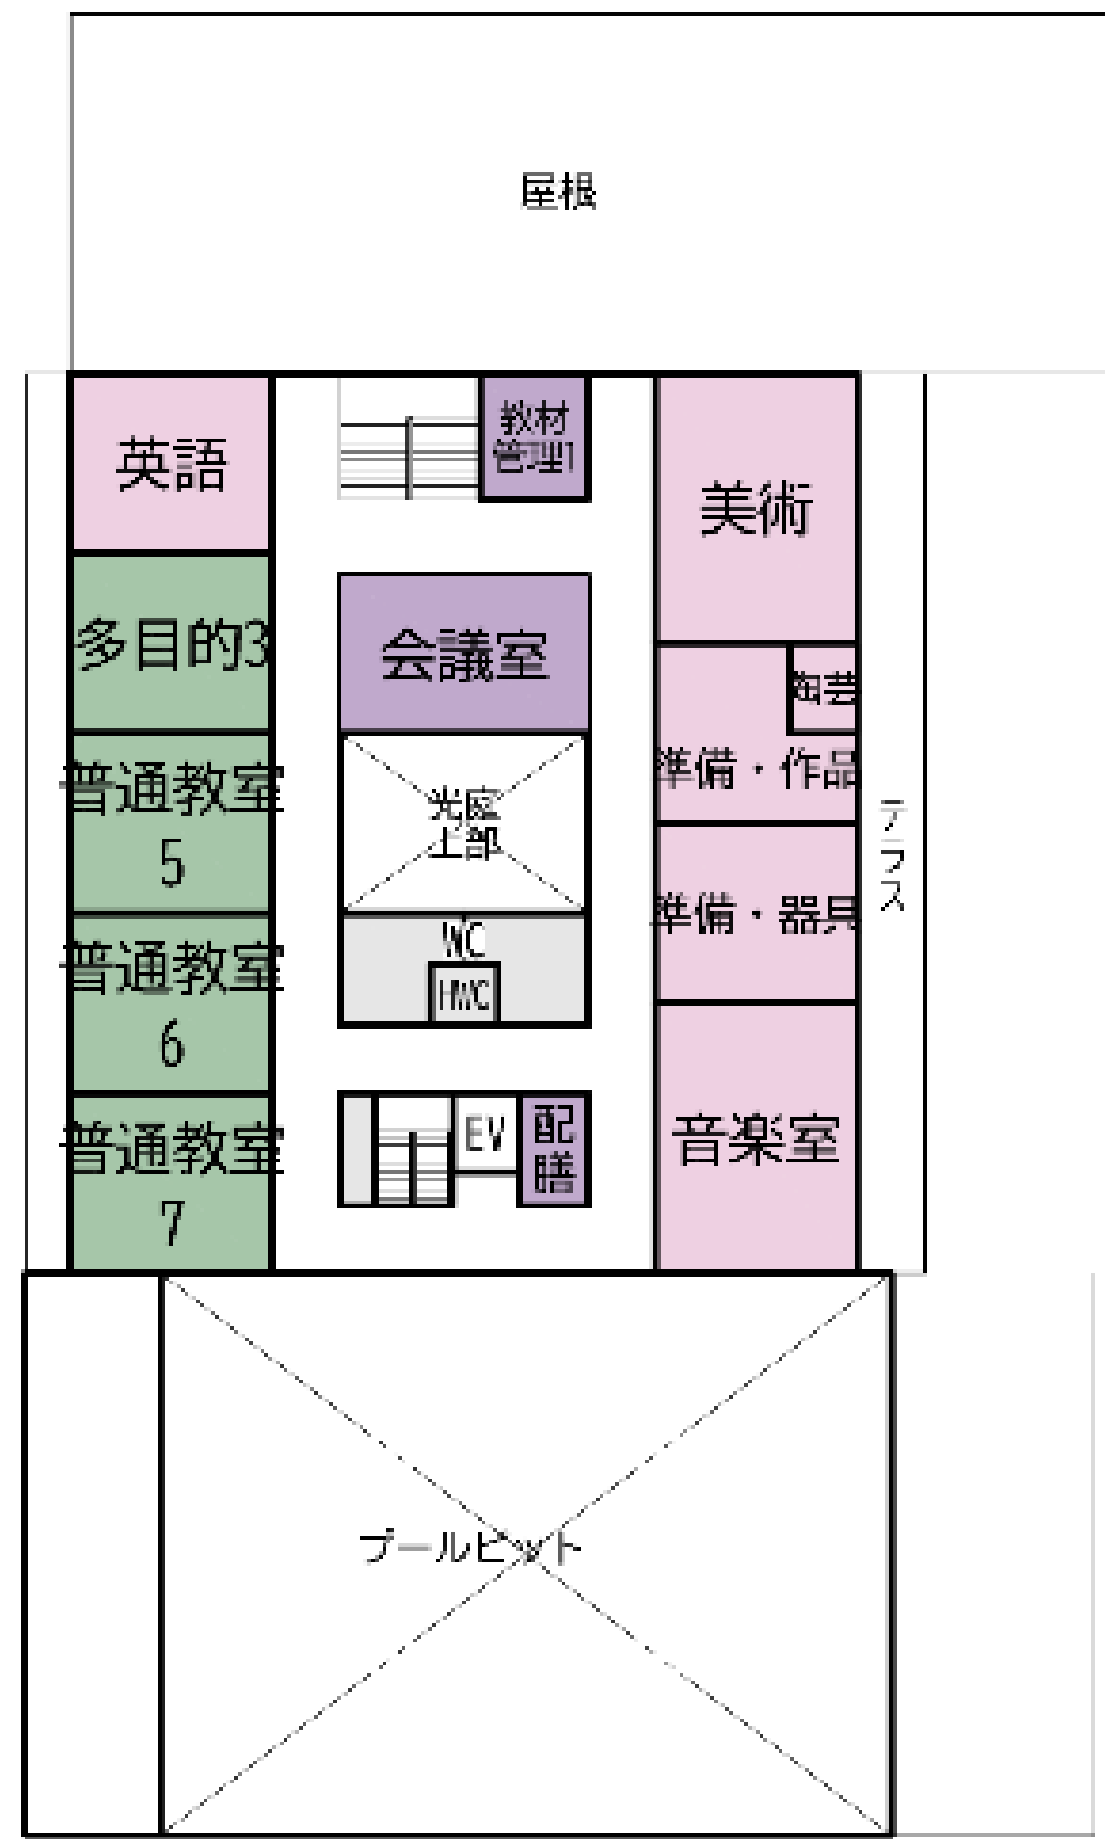 屋根
英語
教材
管理1
美術
多目的3
会議室
陶芸
準備・作品
普通教室
5
光庭
上部
テラス
準備・器具
普通教室
6
WC
HWC
普通教室
7
EV
配
膳
音楽室
プールピット